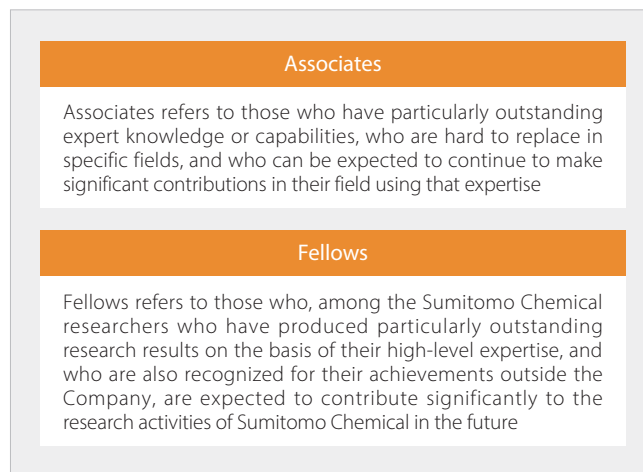 Associates
Associates refers to those who have particularly outstanding
expert knowledge or capabilities, who are hard to replace in
specific fields, and who can be expected to continue to make
significant contributions in their field using that expertise
Fellows
Fellows refers to those who, among the Sumitomo Chemical
researchers who have produced particularly outstanding
research results on the basis of their high-level expertise, and
who are also recognized for their achievements outside the
Company, are expected to contribute significantly to the
research activities of Sumitomo Chemical in the future